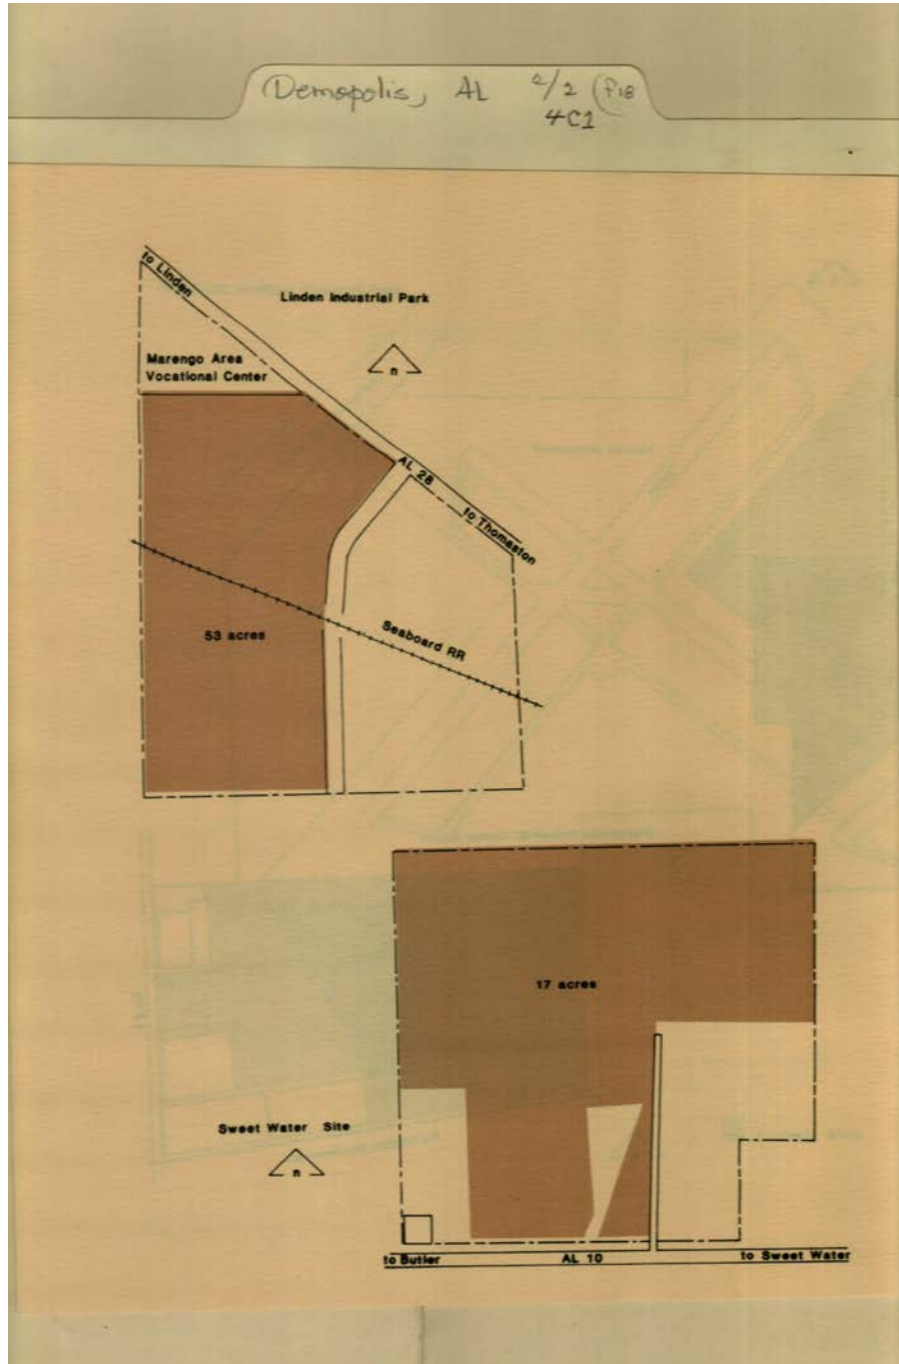 Demopolis, AL 2/2
4C1
to Linden
Linden Industrial Park
n
Marengo Area
Vocational Center
AL 28
to Thomaston
53 acres
Seaboard RR
17 acres
Sweet Water Site
n
to Butler
AL 10
to Sweet Water